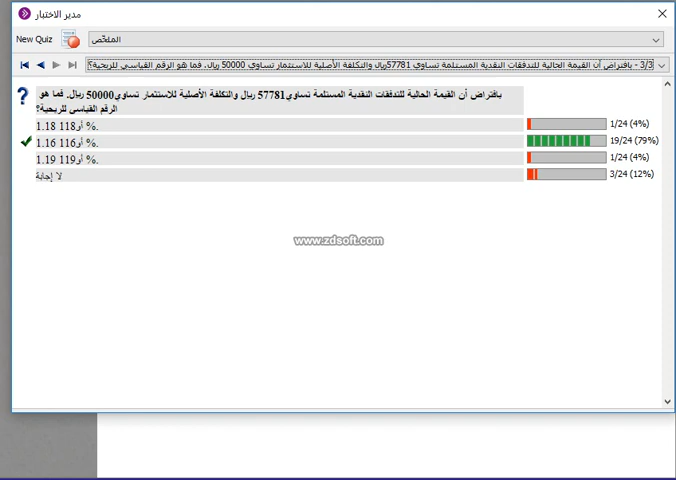 مدير الاختبار
New Quiz
الملخّص
3/3 - بافتراض أن القيمة الحالية للتدفقات النقدية المستلمة تساوي 57781ريال والتكلفة الأصلية للاستثمار تساوي 50000 ريال. فما هو الرقم القياسي للربحية؟
بافتراض أن القيمة الحالية للتدفقات النقدية المستلمة تساوي57781 ريال والتكلفة الأصلية للاستثمار تساوي50000 ريال. فما هو
الرقم القياسي للربحية؟
1.18 أو118 %.
1/24 (4%)
1.16 أو116 %.
19/24 (79%)
1.19 أو119 %.
1/24 (4%)
لا إجابة
3/24 (12%)
www.zdsoft.com